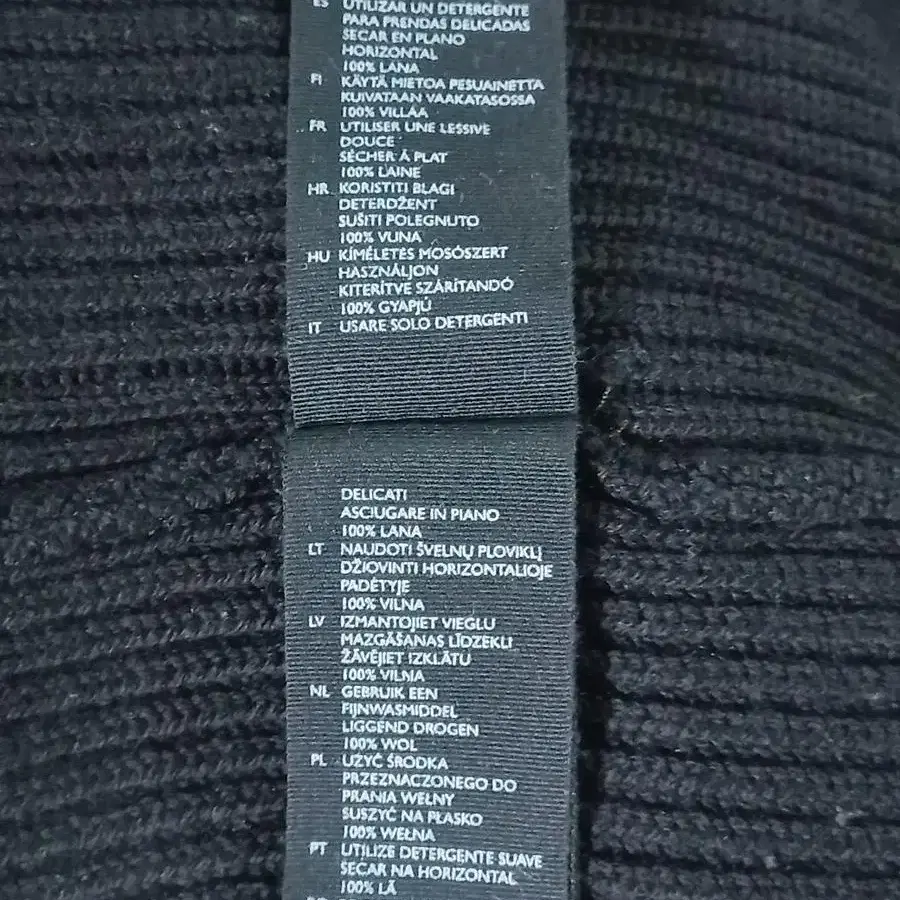 ES UTILIZAR UN DETERGENTE
PARA PRENDAS DELICADAS
SECAR EN PLANO
HORIZONTAL
100% LANA
FI KÄYTÄ MIETOA PESUAINETTA
KUIVATAAN VAAKATASOSSA
100% VILLAA
FR UTILISER UNE LESSIVE
DOUCE
SÉCHER À PLAT
100% LAINE
HR KORISTITI BLAGI
DETERDŽENT
SUŠITI POLEGNUTO
100% VUNA
HU KÍMÉLETES MOSÓSZERT
HASZNÁLJON
KITERÍTVE SZÁRÍTANDÓ
100% GYAPJÚ
IT USARE SOLO DETERGENTI
DELICATI
ASCIUGARE IN PIANO
100% LANA
LT NAUDOTI ŠVELNŲ PLOVIKLĮ
DŽIOVINTI HORIZONTALIOJE
PADĖTYJE
100% VILNA
LV IZMANTOJIET VIEGLU
MAZGĀŠANAS LĪDZEKLI
ŽĀVĒJIET IZKLĀTU
100% VILNA
NL GEBRUIK EEN
FIJNWASMIDDEL
LIGGEND DROGEN
100% WOL
PL UŻYĆ ŚRODKA
PRZEZNACZONEGO DO
PRANIA WEŁNY
SUSZYĆ NA PŁASKO
100% WEŁNA
PT UTILIZE DETERGENTE SUAVE
SECAR NA HORIZONTAL
100% LÃ